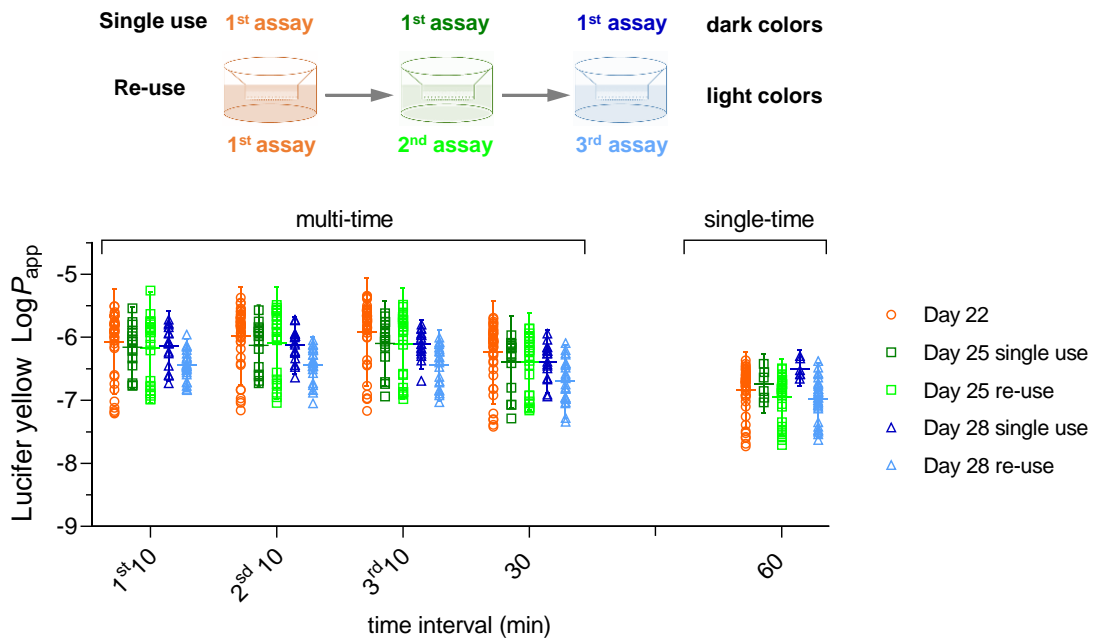 Single use 1st assay 1st assay 1st assay dark colors
Re-use light colors
1st assay 2nd assay 3rd assay
multi-time single-time
Lucifer yellow LogPapp
-5
-6
-7
-8
-9
1st 10 2sd 10 3rd 10 30 60
time interval (min)
Day 22
Day 25 single use
Day 25 re-use
Day 28 single use
Day 28 re-use